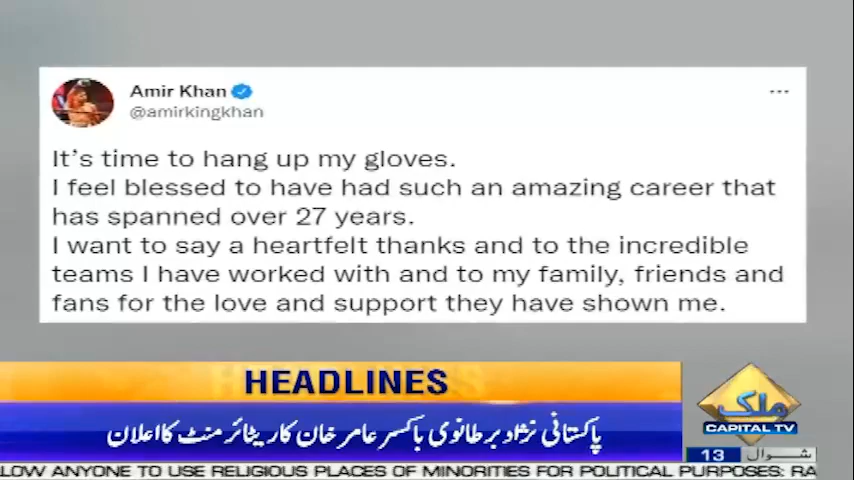 Amir Khan
@amirkingkhan
It's time to hang up my gloves.
I feel blessed to have had such an amazing career that
has spanned over 27 years.
I want to say a heartfelt thanks and to the incredible
teams I have worked with and to my family, friends and
fans for the love and support they have shown me.
HEADLINES
پاکستانی نژاد برطانوی باکسر عامر خان کا ریٹائرمنٹ کا اعلان
ملک
CAPITAL TV
13 شوال
LOW ANYONE TO USE RELIGIOUS PLACES OF MINORITIES FOR POLITICAL PURPOSES: RA